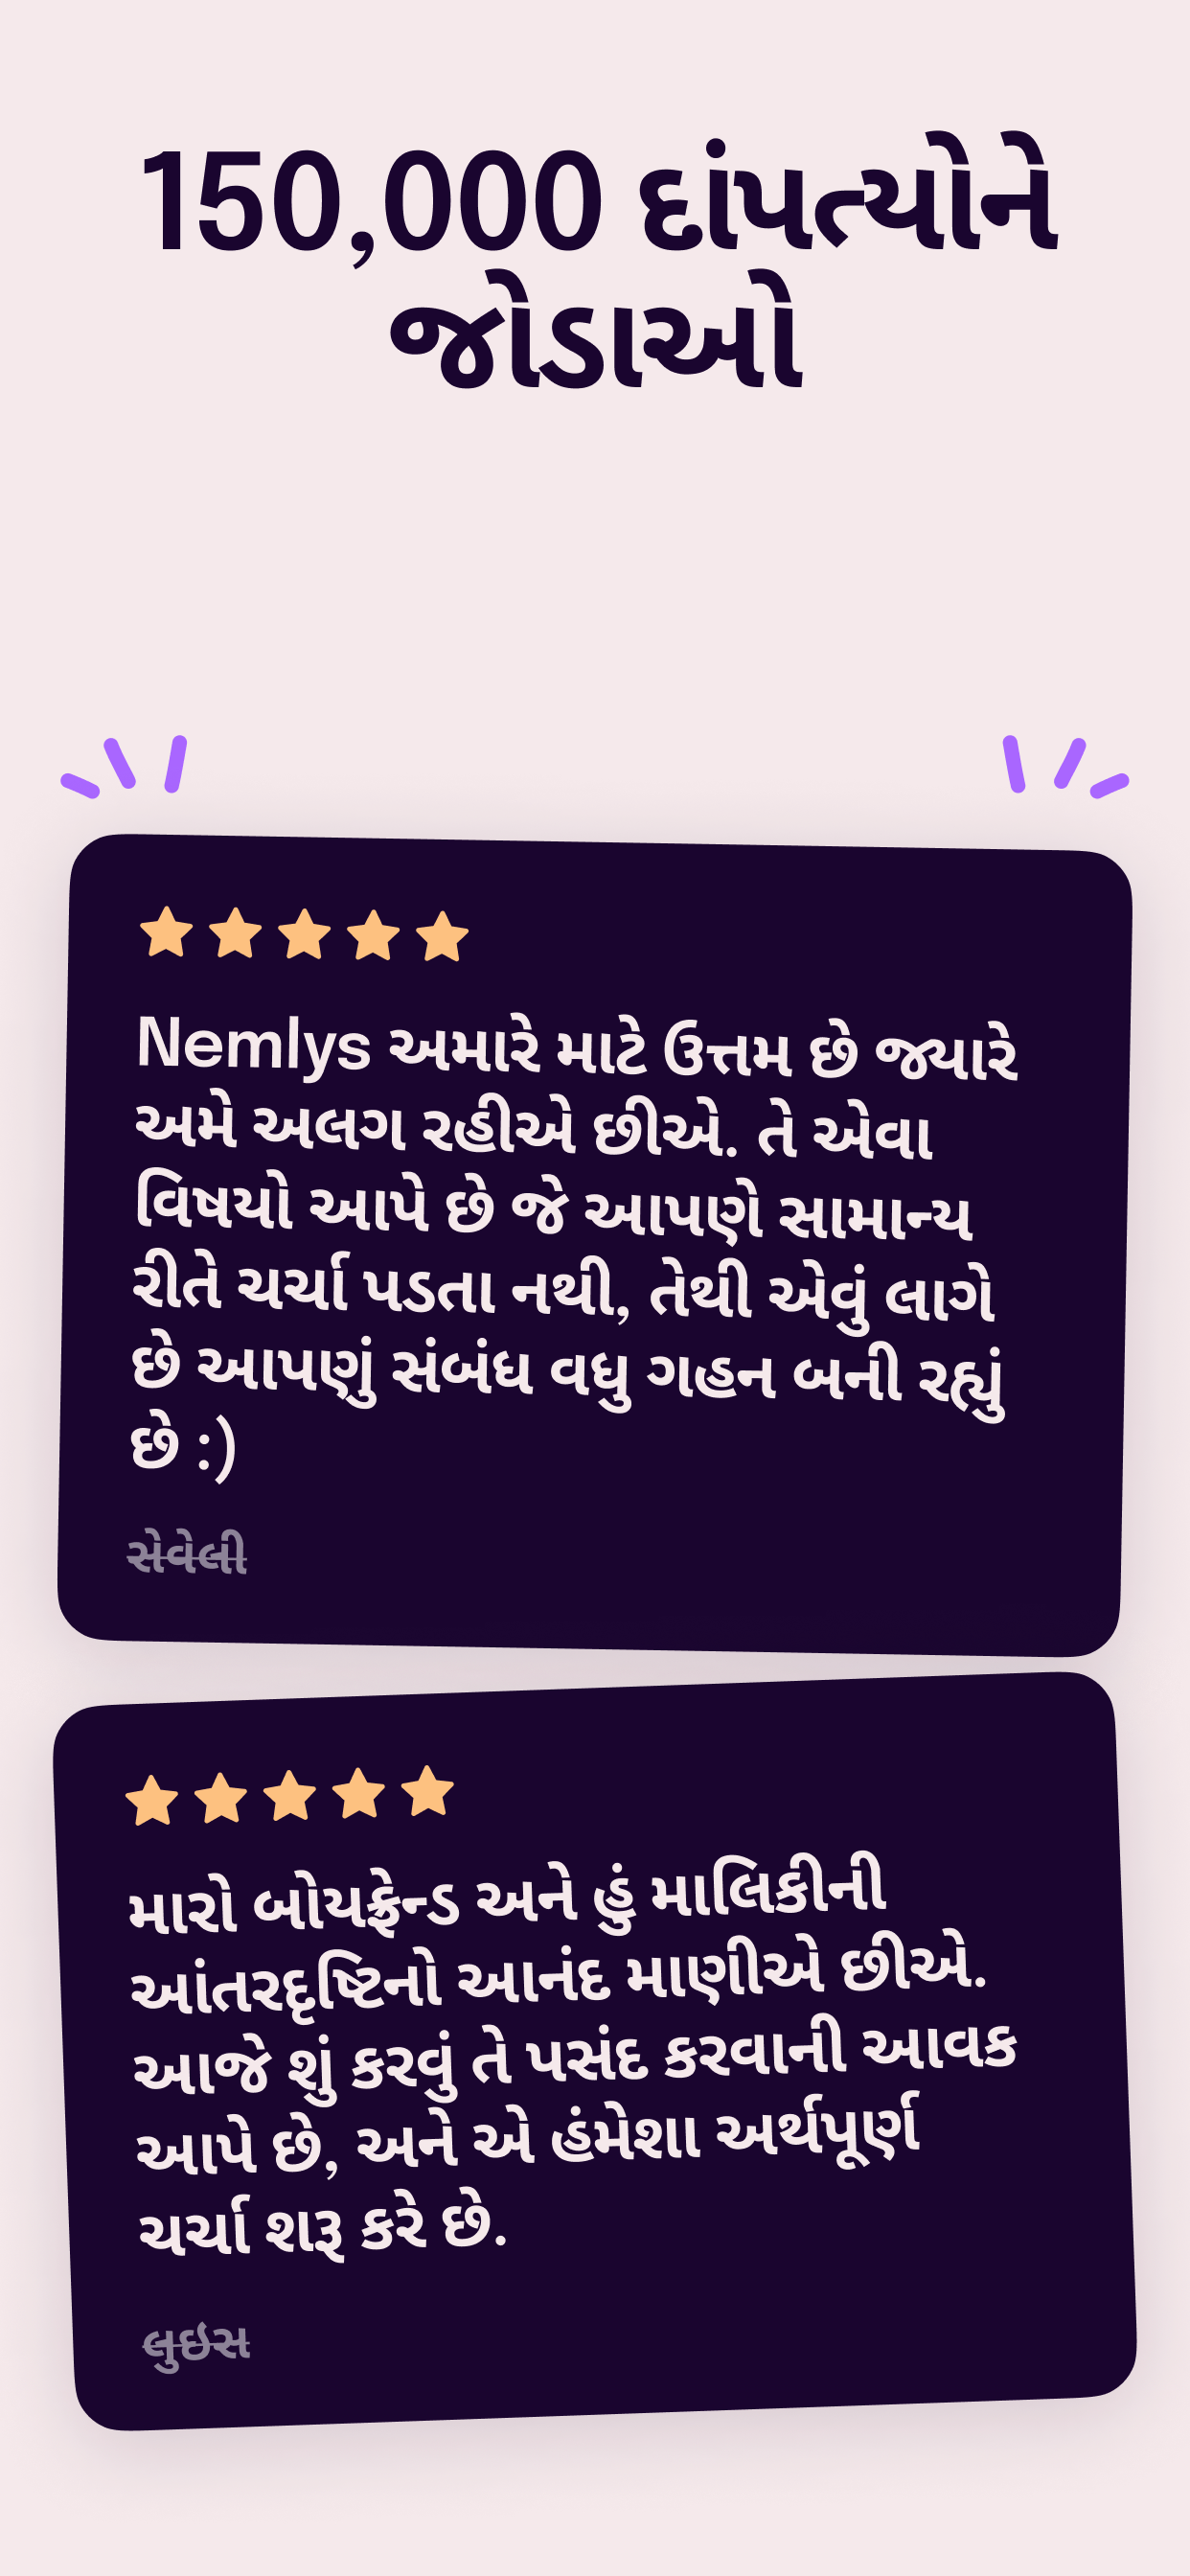 150,000 દાંપત્યોને
જોડાઓ
Nemlys અમારે માટે ઉત્તમ છે જ્યારે
અમે અલગ રહીએ છીએ. તે એવા
વિષયો આપે છે જે આપણે સામાન્ય
રીતે ચર્ચા પડતા નથી, તેથી એવું લાગે
છે આપણું સંબંધ વધુ ગહન બની રહ્યું
છે :)
સેવેલી
મારો બોયફ્રેન્ડ અને હું માલિકીની
આંતરદૃષ્ટિનો આનંદ માણીએ છીએ.
આજે શું કરવું તે પસંદ કરવાની આવક
આપે છે, અને એ હંમેશા અર્થપૂર્ણ
ચર્ચા શરૂ કરે છે.
લુઇસ